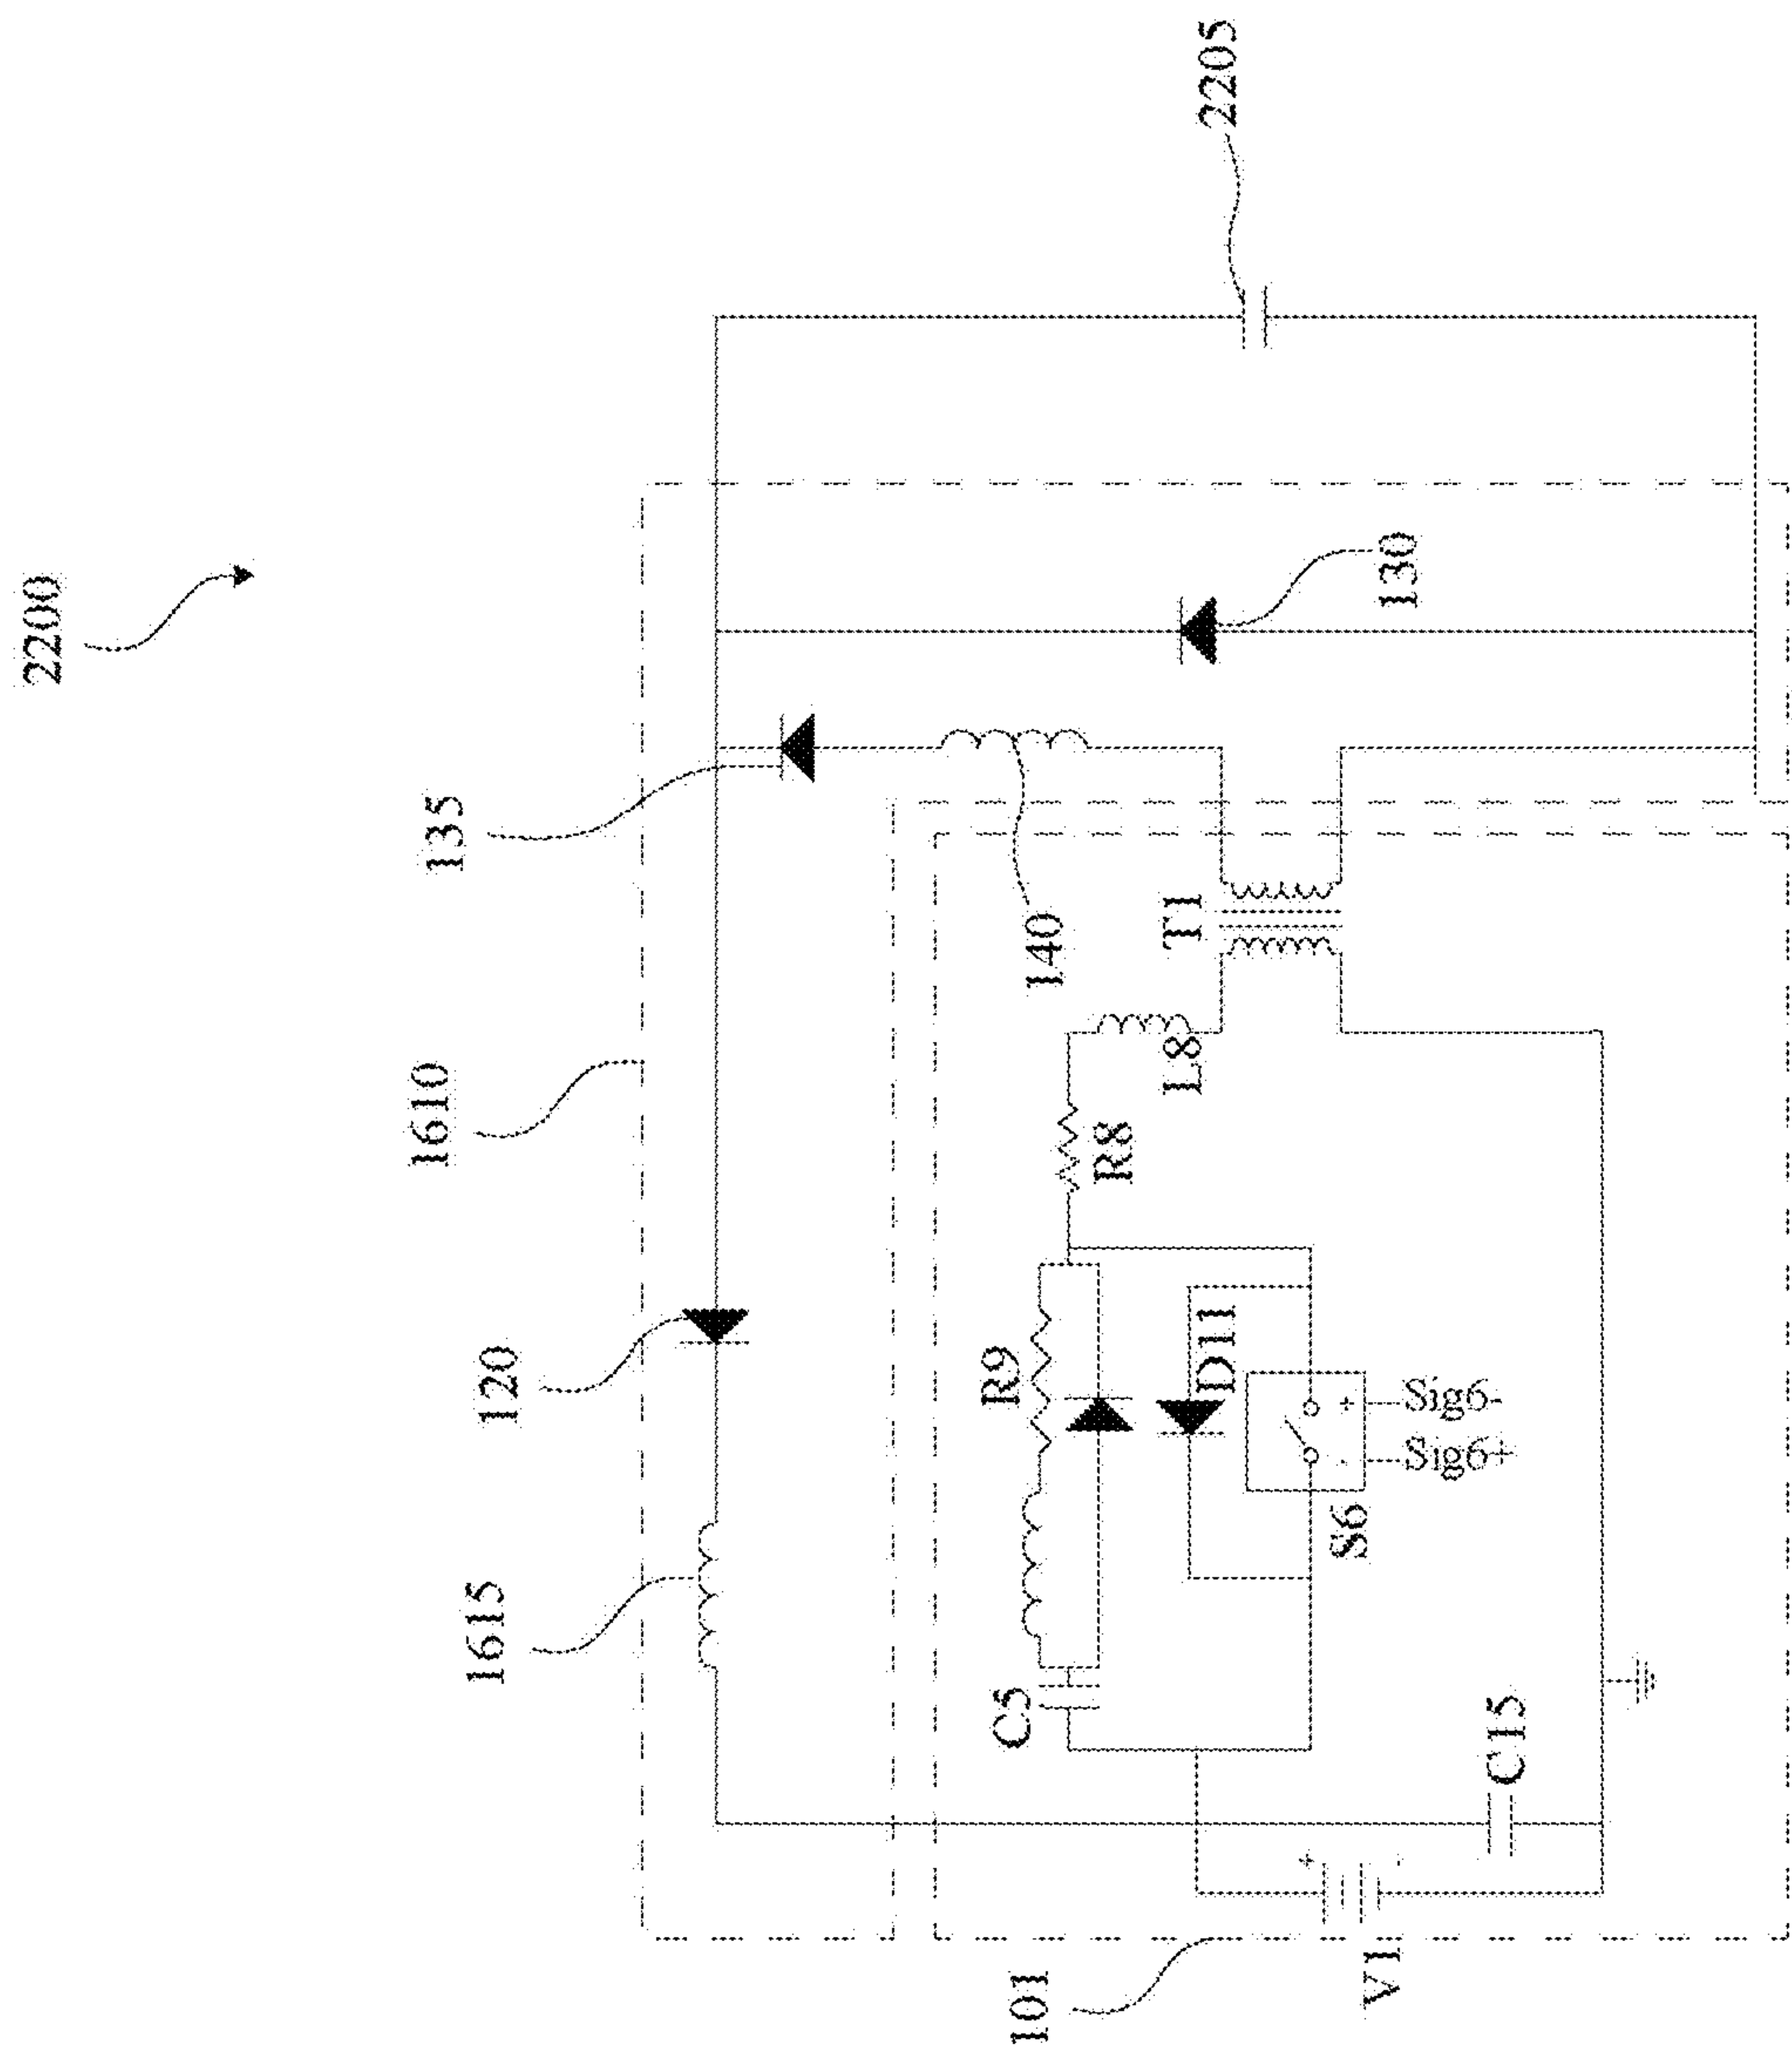 2200
2205
130
135
140
T1
1610
L8
R8
120
R9
D11
Sig6-
+
Sig6+
-
S6
1615
C5
C15
+
-
V1
101